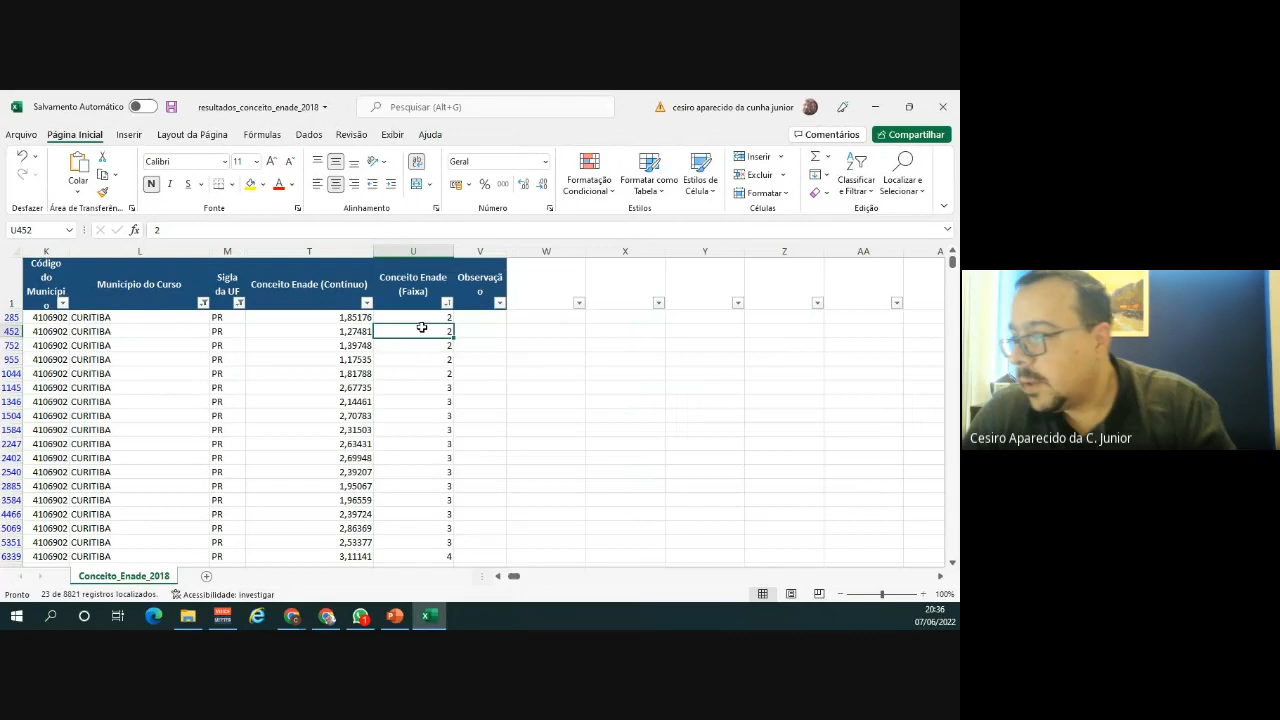 Salvamento Automático
resultados_conceito_enade_2018
Pesquisar (Alt+G)
cesiro aparecido da cunha junior
Arquivo Página Inicial Inserir Layout da Página Fórmulas Dados Revisão Exibir Ajuda
Comentários Compartilhar
Colar
Calibri 11
N I S
Geral
% 000
Formatação Condicional
Formatar como Tabela
Estilos de Célula
Inserir
Excluir
Formatar
Classificar e Filtrar
Localizar e Selecionar
Desfazer Área de Transferên... Fonte Alinhamento Número Estilos Células Edição
U452 fx 2
K L M T U V W X Y Z AA A
1 Código do Municípi o Município do Curso Sigla da UF Conceito Enade (Contínuo) Conceito Enade (Faixa) Observaçã o
285 4106902 CURITIBA PR 1,85176 2
452 4106902 CURITIBA PR 1,27481 2
752 4106902 CURITIBA PR 1,39748 2
955 4106902 CURITIBA PR 1,17535 2
1044 4106902 CURITIBA PR 1,81788 2
1145 4106902 CURITIBA PR 2,67735 3
1346 4106902 CURITIBA PR 2,14461 3
1504 4106902 CURITIBA PR 2,70783 3
1584 4106902 CURITIBA PR 2,31503 3
2247 4106902 CURITIBA PR 2,63431 3
2402 4106902 CURITIBA PR 2,69948 3
2540 4106902 CURITIBA PR 2,39207 3
2885 4106902 CURITIBA PR 1,95067 3
3584 4106902 CURITIBA PR 1,96559 3
4466 4106902 CURITIBA PR 2,39724 3
5069 4106902 CURITIBA PR 2,86369 3
5351 4106902 CURITIBA PR 2,53377 3
6339 4106902 CURITIBA PR 3,11141 4
Conceito_Enade_2018
Pronto 23 de 8821 registros localizados. Acessibilidade: investigar 100%
20:36
07/06/2022
Cesiro Aparecido da C. Junior